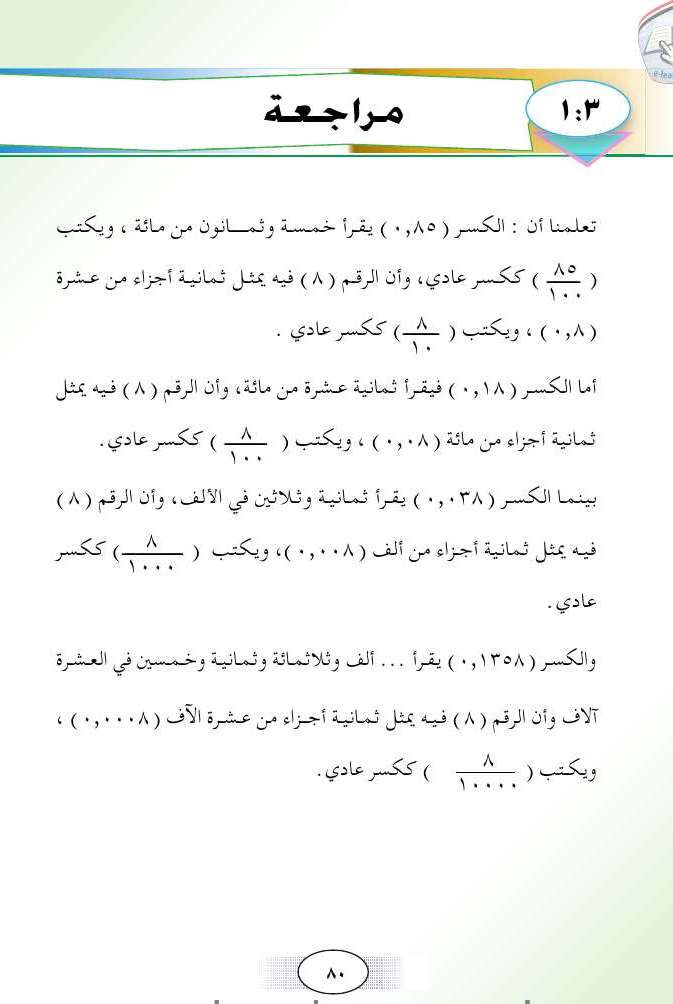 e-lea
١:٣
مراجعة
تعلمنا أن : الكسر ( ٠,٨٥ ) يقرأ خمسة وثمـــانون من مائة ، ويكتب
( ٨٥/١٠٠ ) ككسر عادي، وأن الرقم ( ٨ ) فيه يمثل ثمانية أجزاء من عشرة
( ٠,٨ ) ، ويكتب ( ٨/١٠ ) ككسر عادي .
أما الكسر ( ٠,١٨ ) فيقرأ ثمانية عشرة من مائة، وأن الرقم ( ٨ ) فيه يمثل
ثمانية أجزاء من مائة ( ٠,٠٨ ) ، ويكتب ( ٨/١٠٠ ) ككسر عادي.
بينما الكسر ( ٠,٠٣٨ ) يقرأ ثمانية وثلاثين في الألف، وأن الرقم ( ٨ )
فيه يمثل ثمانية أجزاء من ألف ( ٠,٠٠٨ )، ويكتب ( ٨/١٠٠٠ ) ككسر
عادي.
والكسر ( ٠,١٣٥٨ ) يقرأ ... ألف وثلاثمائة وثمانية وخمسين في العشرة
آلاف وأن الرقم ( ٨ ) فيه يمثل ثمانية أجزاء من عشرة الآف ( ٠,٠٠٠٨ ) ،
ويكتب ( ٨/١٠٠٠٠ ) ككسر عادي.
٨٠